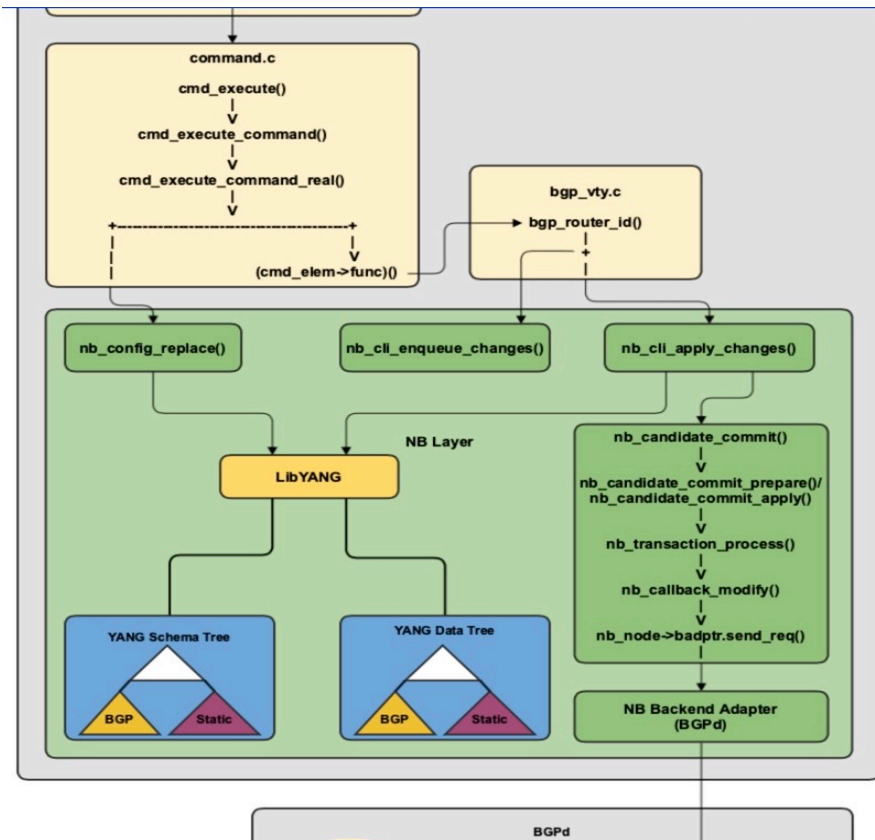 command.c
cmd_execute()
|
V
cmd_execute_command()
|
V
cmd_execute_command_real()
|
V
+--------------------------------------------+
|
|
|
|
V
(cmd_elem->func)()
bgp_vty.c
bgp_router_id()
|
+
|
nb_config_replace()
nb_cli_enqueue_changes()
nb_cli_apply_changes()
NB Layer
LibYANG
nb_candidate_commit()
|
V
nb_candidate_commit_prepare()/
nb_candidate_commit_apply()
|
V
nb_transaction_process()
|
V
nb_callback_modify()
|
V
nb_node->badptr.send_req()
|
YANG Schema Tree
BGP
Static
YANG Data Tree
BGP
Static
NB Backend Adapter
(BGPd)
BGPd